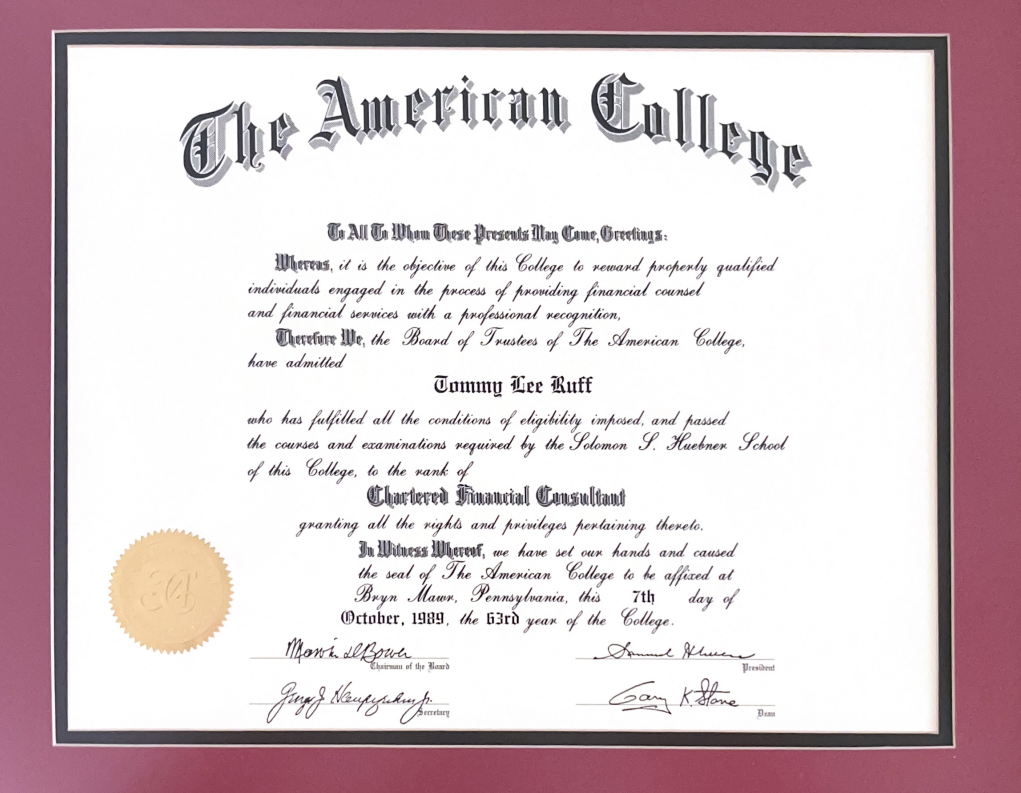 The American College
To All To Whom These Presents May Come, Greetings:
Whereas, it is the objective of this College to reward properly qualified
individuals engaged in the process of providing financial counsel
and financial services with a professional recognition,
Therefore We, the Board of Trustees of The American College,
have admitted
Tommy Lee Ruff
who has fulfilled all the conditions of eligibility imposed, and passed
the courses and examinations required by the Solomon S. Huebner School
of this College, to the rank of
Chartered Financial Consultant
granting all the rights and privileges pertaining thereto.
In Witness Whereof, we have set our hands and caused
the seal of The American College to be affixed at
Bryn Mawr, Pennsylvania, this 7th day of
October, 1989, the 63rd year of the College.
Marvin D Bower
Chairman of the Board
Samuel
President
George J
Jr.
Secretary
Gary K. Stone
Dean